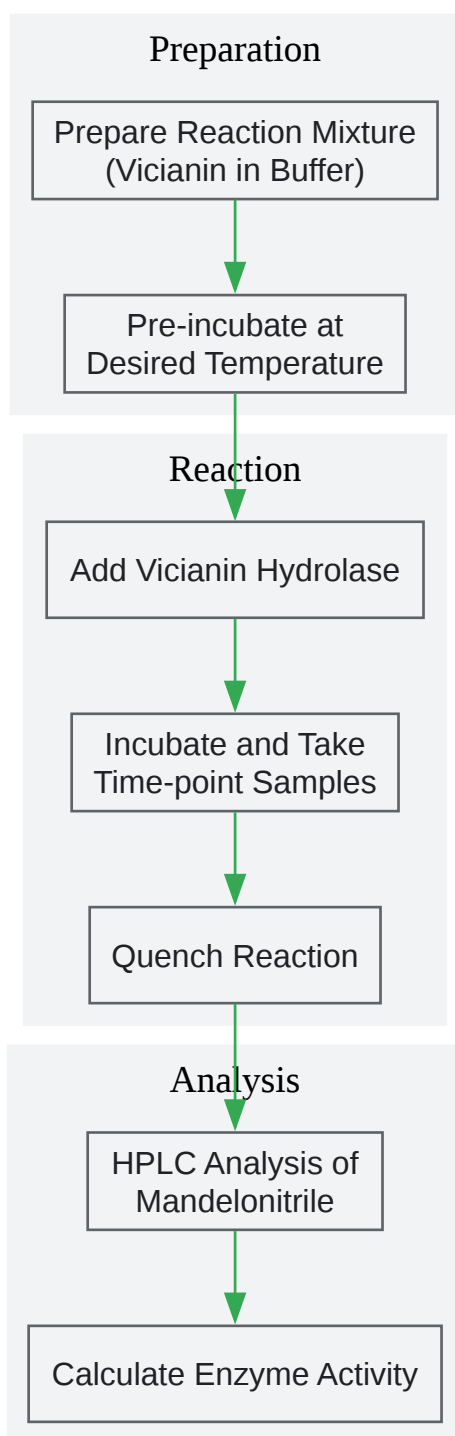 Preparation
Prepare Reaction Mixture
(Vicianin in Buffer)
Pre-incubate at
Desired Temperature
Reaction
Add Vicianin Hydrolase
Incubate and Take
Time-point Samples
Quench Reaction
Analysis
HPLC Analysis of
Mandelonitrile
Calculate Enzyme Activity